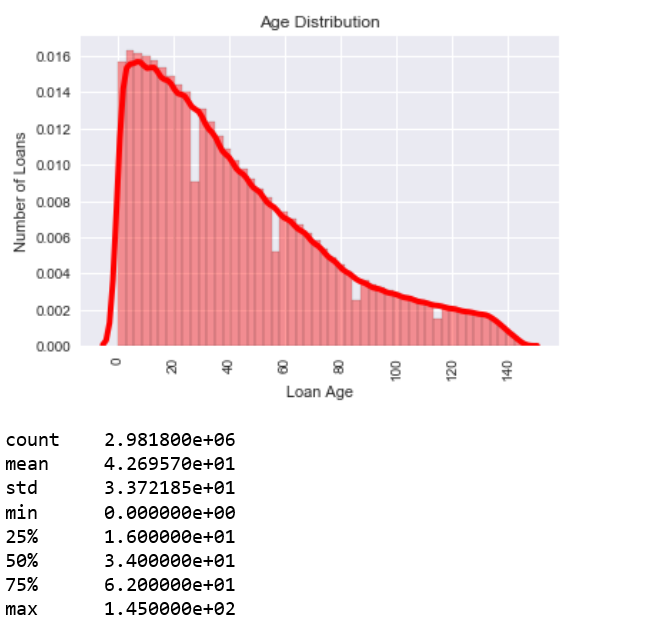 Age Distribution
0.016
0.014
0.012
0.010
0.008
0.006
0.004
0.002
0.000
Number of Loans
0 20 40 60 80 100 120 140
Loan Age
count 2.981800e+06
mean 4.269570e+01
std 3.372185e+01
min 0.000000e+00
25% 1.600000e+01
50% 3.400000e+01
75% 6.200000e+01
max 1.450000e+02